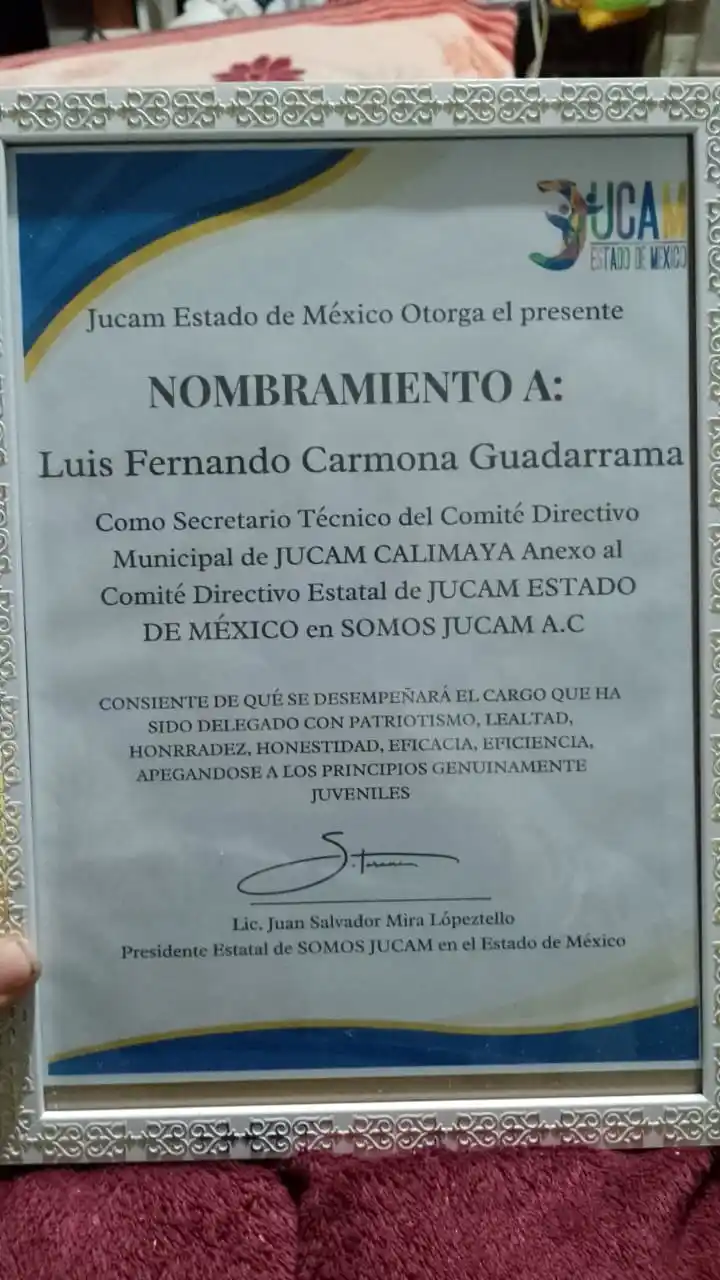 JUCAM
ESTADO DE MEXICO
Jucam Estado de México Otorga el presente
NOMBRAMIENTO A:
Luis Fernando Carmona Guadarrama
Como Secretario Técnico del Comité Directivo
Municipal de JUCAM CALIMAYA Anexo al
Comité Directivo Estatal de JUCAM ESTADO
DE MÉXICO en SOMOS JUCAM A.C
CONSIENTE DE QUÉ SE DESEMPEÑARÁ EL CARGO QUE HA
SIDO DELEGADO CON PATRIOTISMO, LEALTAD,
HONRRADEZ, HONESTIDAD, EFICACIA, EFICIENCIA,
APEGANDOSE A LOS PRINCIPIOS GENUINAMENTE
JUVENILES
Lic. Juan Salvador Mira Lópeztello
Presidente Estatal de SOMOS JUCAM en el Estado de México